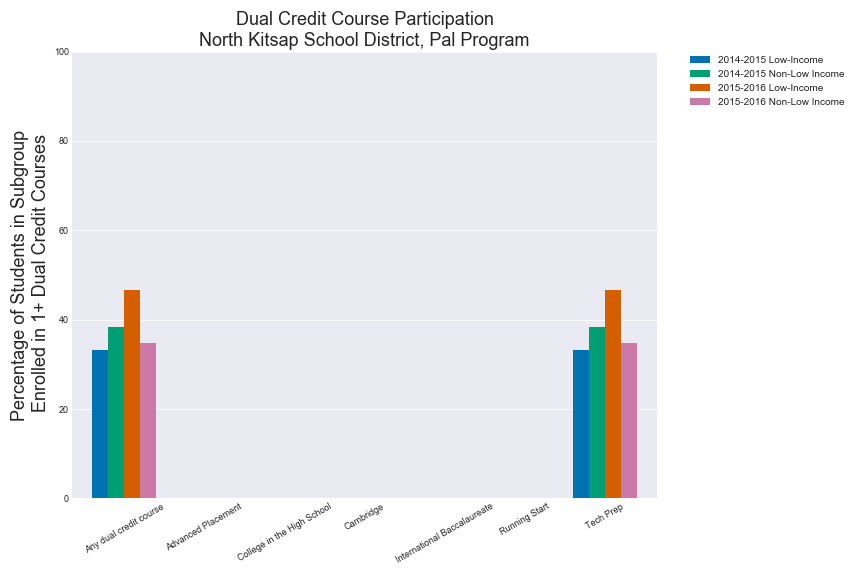 Dual Credit Course Participation
North Kitsap School District, Pal Program
Percentage of Students in Subgroup
Enrolled in 1+ Dual Credit Courses
100
80
60
40
20
0
Any dual credit course
Advanced Placement
College in the High School
Cambridge
International Baccalaureate
Running Start
Tech Prep
2014-2015 Low-Income
2014-2015 Non-Low Income
2015-2016 Low-Income
2015-2016 Non-Low Income